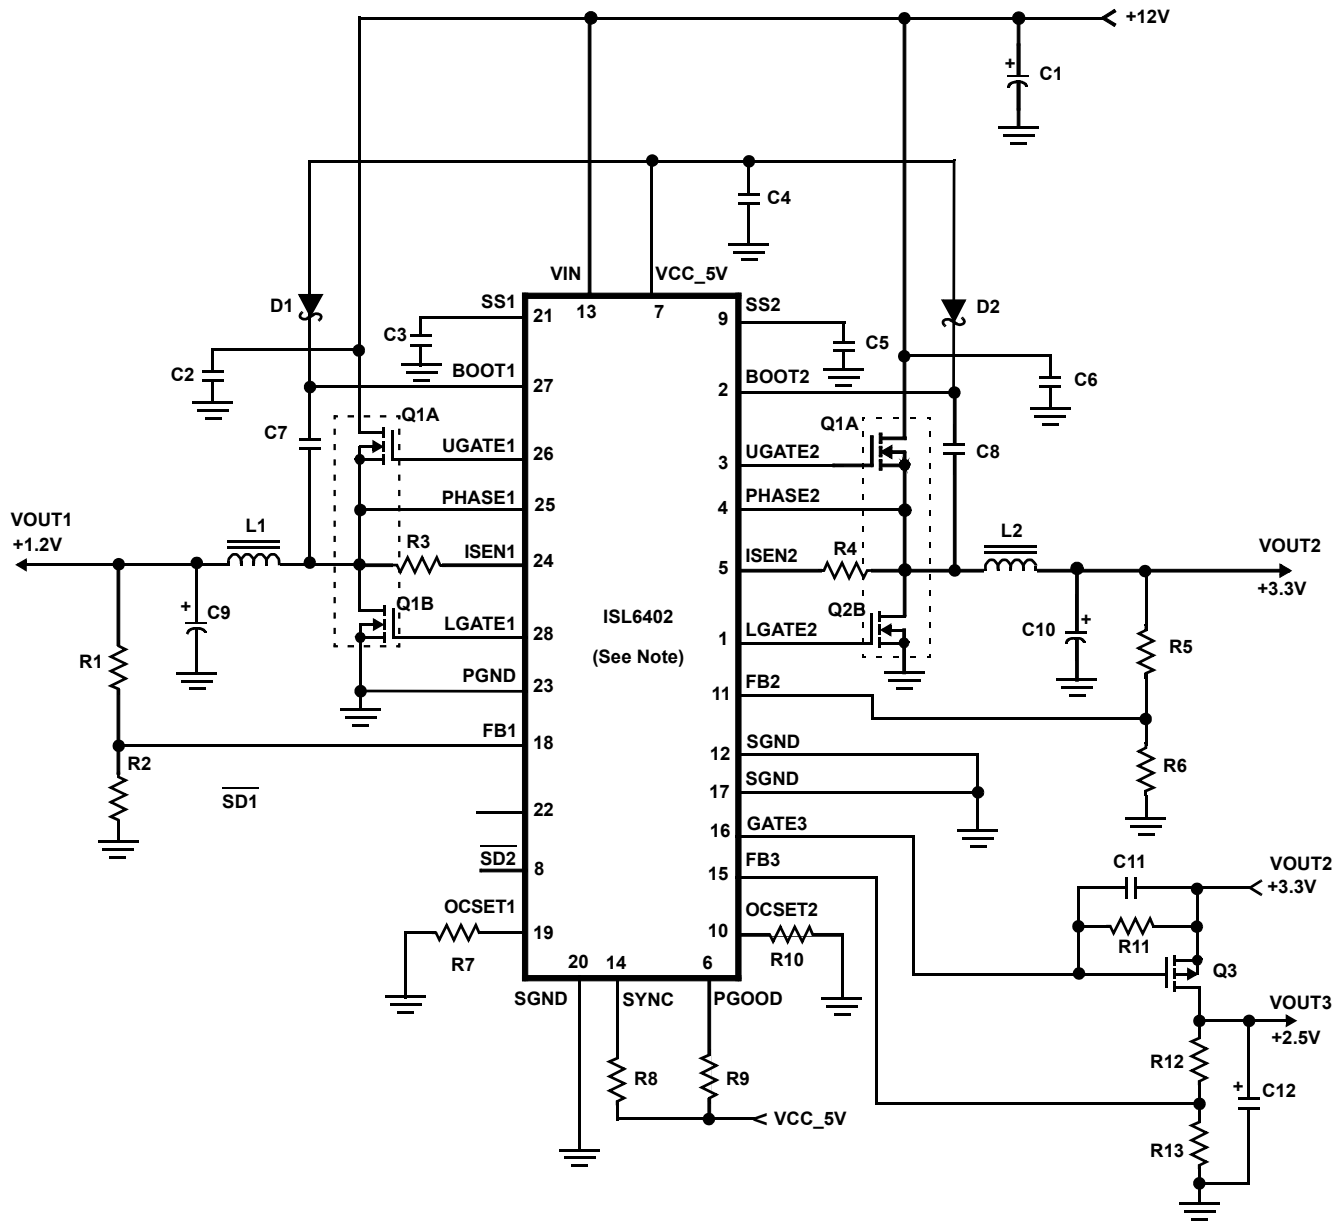 +12V
+
C1
C4
VIN
VCC_5V
D1
SS1
21
13
7
9
SS2
D2
C3
C5
C2
BOOT1
27
2
BOOT2
C6
Q1A
Q1A
C7
UGATE1
26
3
UGATE2
C8
PHASE1
25
4
PHASE2
VOUT1
+1.2V
L1
R3
ISEN1
24
5
ISEN2
R4
L2
VOUT2
+3.3V
+
C9
Q1B
LGATE1
28
ISL6402
(See Note)
1
LGATE2
Q2B
C10
+
R5
R1
PGND
23
11
FB2
FB1
18
12
SGND
R6
R2
17
SGND
SD1
22
16
GATE3
SD2
8
15
FB3
C11
VOUT2
+3.3V
OCSET1
19
10
OCSET2
R7
R10
R11
20
14
6
Q3
SGND
SYNC
PGOOD
VOUT3
+2.5V
R8
R9
R12
+
C12
VCC_5V
R13